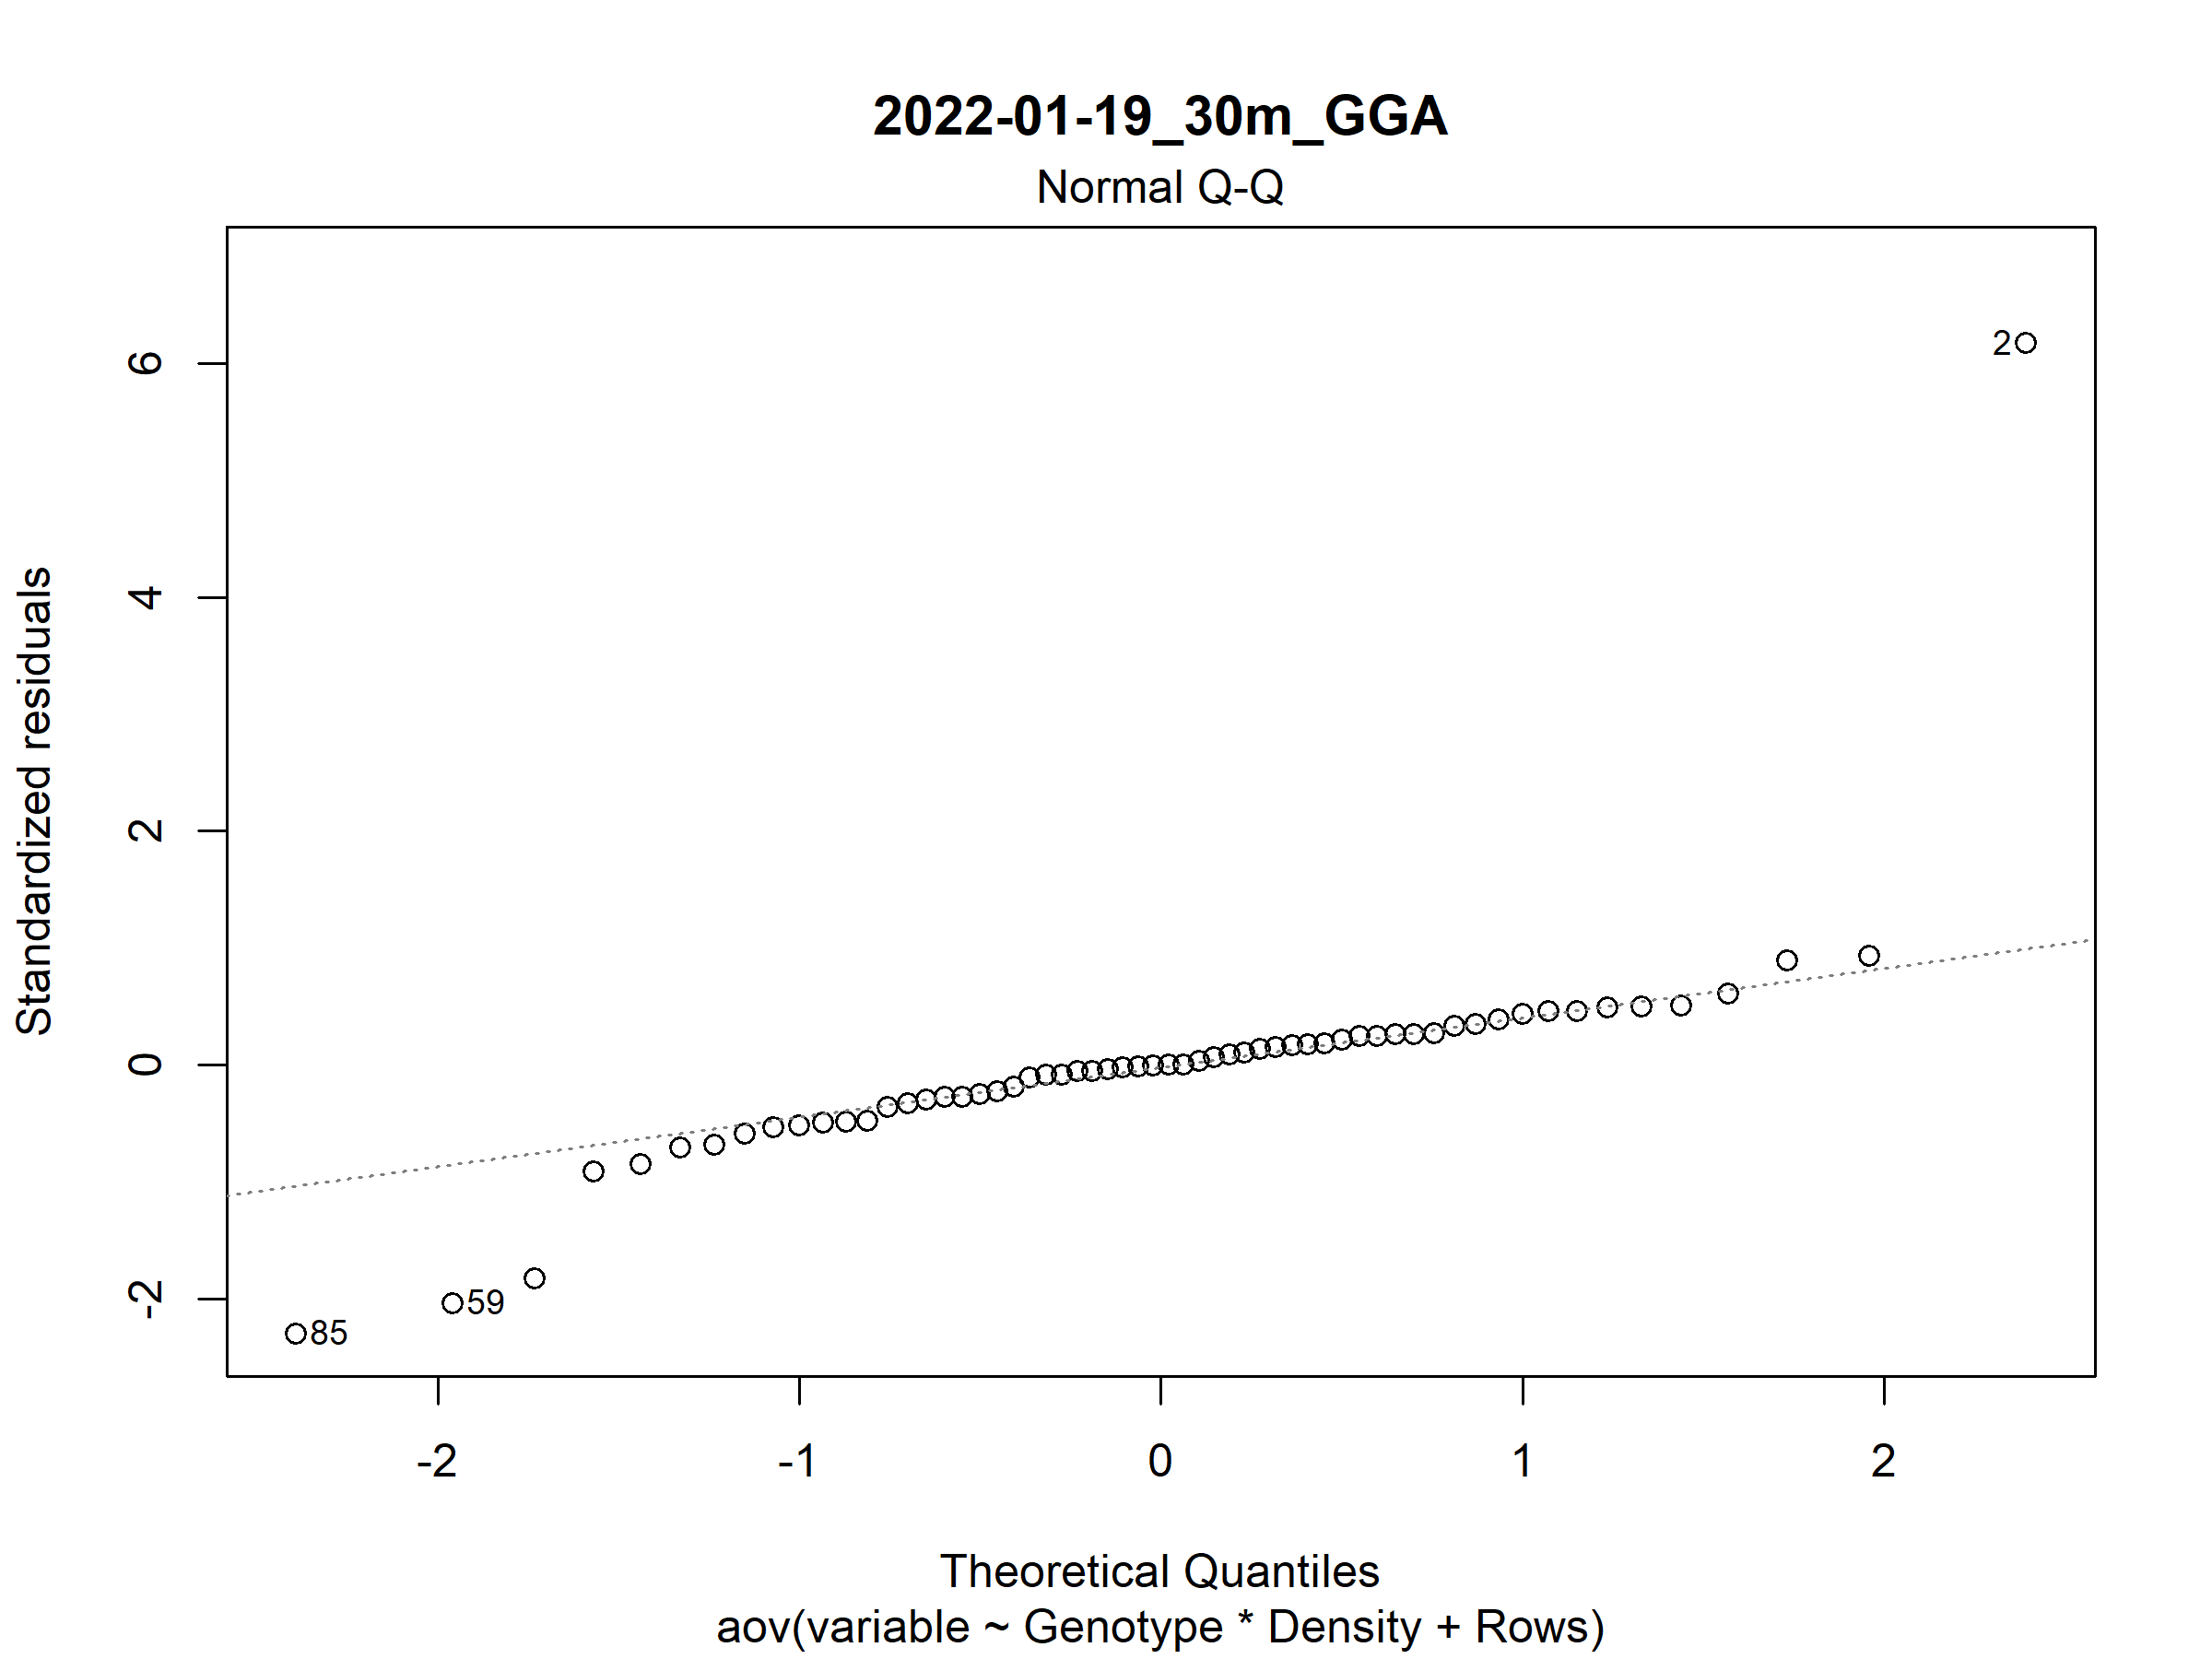 2022-01-19_30m_GGA
Normal Q-Q
Standardized residuals
6
4
2
0
-2
2
59
85
-2
-1
0
1
2
Theoretical Quantiles
aov(variable ~ Genotype * Density + Rows)